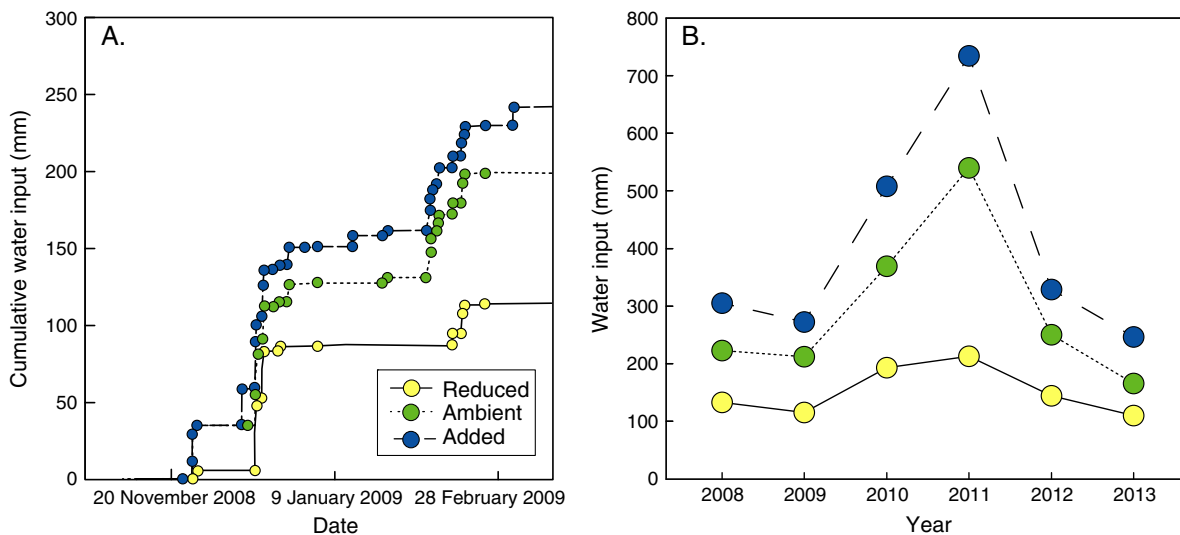 A.
300
250
200
150
100
50
0
Cumulative water input (mm)
20 November 2008
9 January 2009
28 February 2009
Date
Reduced
Ambient
Added
B.
800
700
600
500
400
300
200
100
0
Water input (mm)
2008 2009 2010 2011 2012 2013
Year